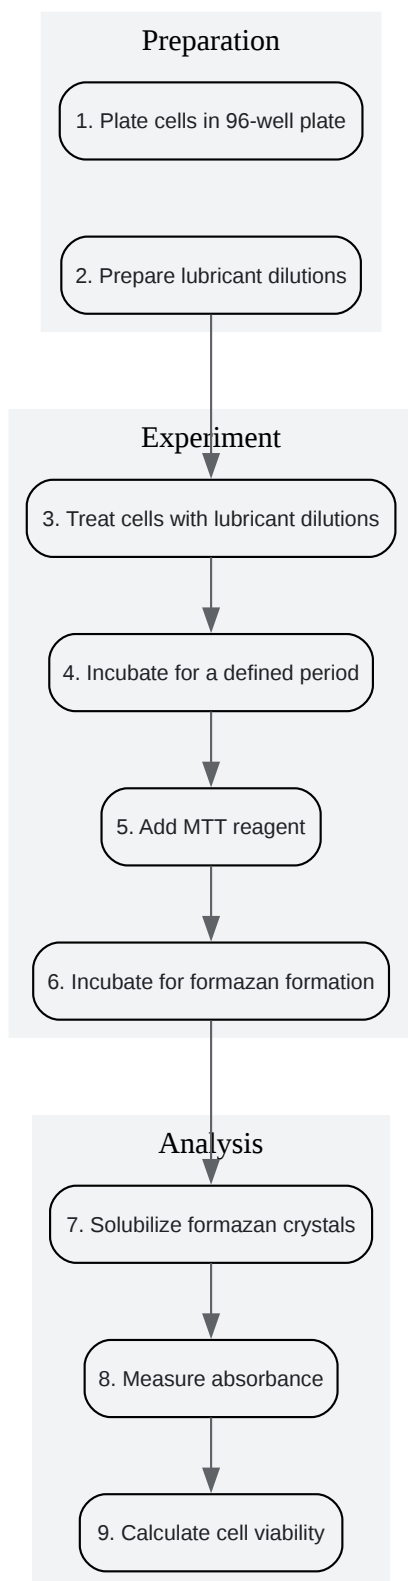 Preparation
1. Plate cells in 96-well plate
2. Prepare lubricant dilutions
Experiment
3. Treat cells with lubricant dilutions
4. Incubate for a defined period
5. Add MTT reagent
6. Incubate for formazan formation
Analysis
7. Solubilize formazan crystals
8. Measure absorbance
9. Calculate cell viability